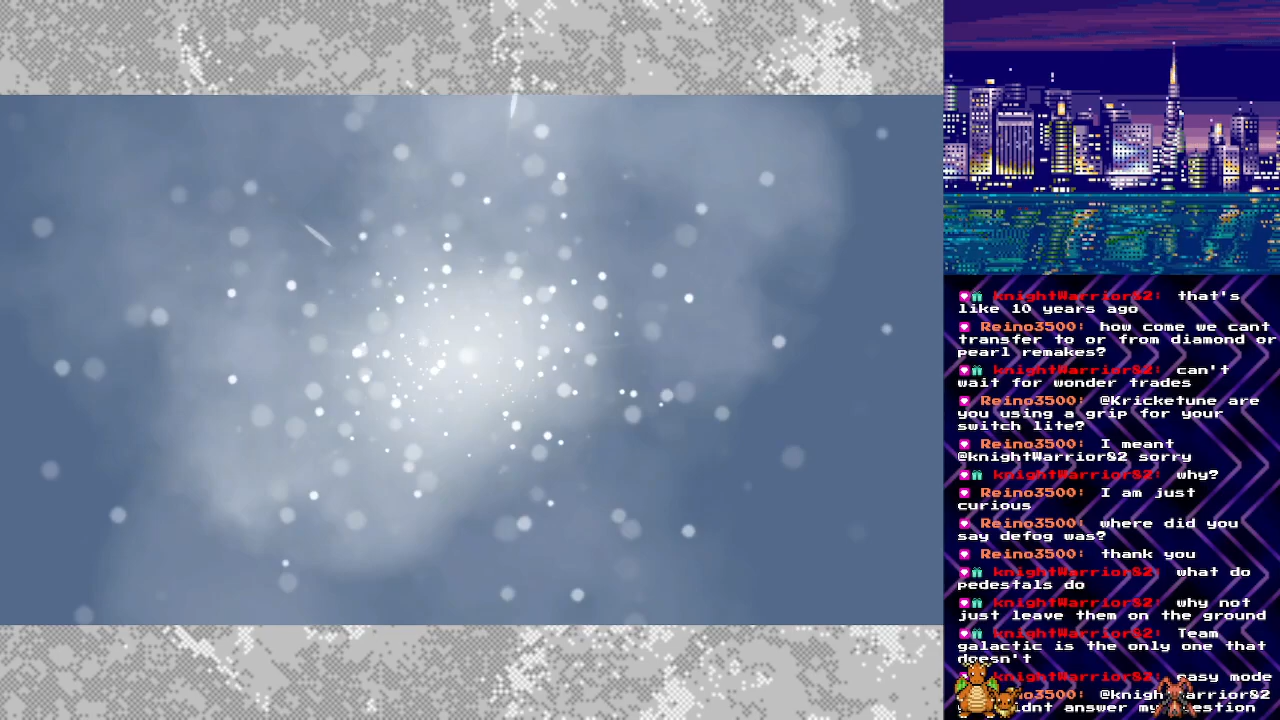 knightWarrior82: that's
like 10 years ago
Reino3500: how come we cant
transfer to or from diamond or
pearl remakes?
knightWarrior82: can't
wait for wonder trades
Reino3500: @Kricketune are
you using a grip for your
switch lite?
Reino3500: I meant
@knightWarrior82 sorry
knightWarrior82: why?
Reino3500: I am just
curious
Reino3500: where did you
say defog was?
Reino3500: thank you
knightWarrior82: what do
pedestals do
knightWarrior82: why not
just leave them on the ground
knightWarrior82: Team
galactic is the only one that
doesn't
knightWarrior82: easy mode
answer my